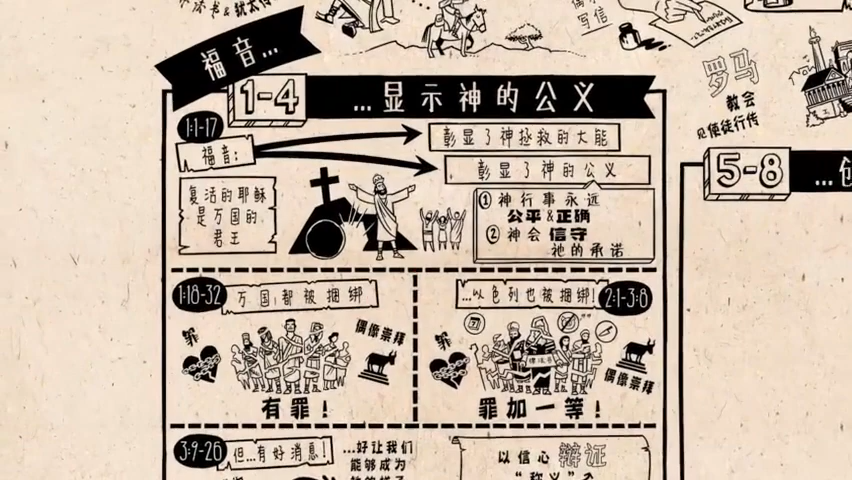 写信
罗马
教会
见使徒行传
福音...
1-4
...显示神的公义
5-8
1:1-17
福音:
彰显了神拯救的大能
彰显了神的公义
复活的耶稣
是万国的
君王
① 神行事永远
公平&正确
② 神会信守
祂的承诺
1:18-32
万国都被捆绑
罪
偶像崇拜
有罪!
...以色列也被捆绑!
2:1-3:8
罪
偶像崇拜
罪加一等!
3:9-26
但...有好消息!
...好让我们
能够成为
以信心 辩证
“称义”